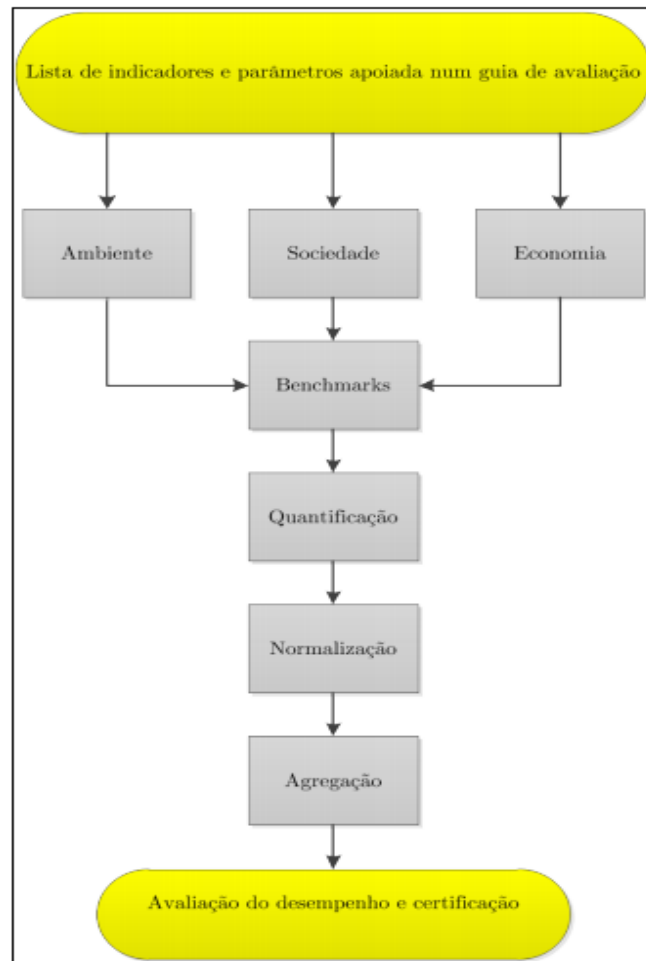 Lista de indicadores e parâmetros apoiada num guia de avaliação
Ambiente
Sociedade
Economia
Benchmarks
Quantificação
Normalização
Agregação
Avaliação do desempenho e certificação